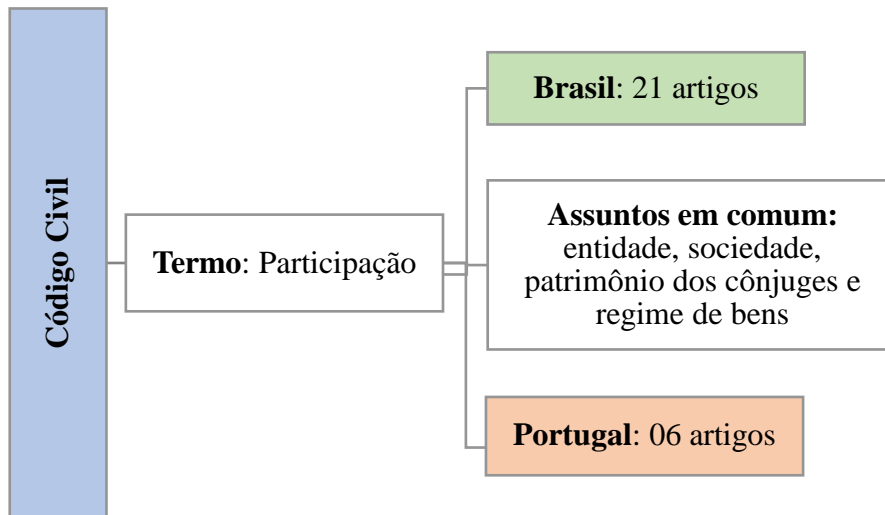 Código Civil
Termo: Participação
Brasil: 21 artigos
Assuntos em comum:
entidade, sociedade,
patrimônio dos cônjuges e
regime de bens
Portugal: 06 artigos